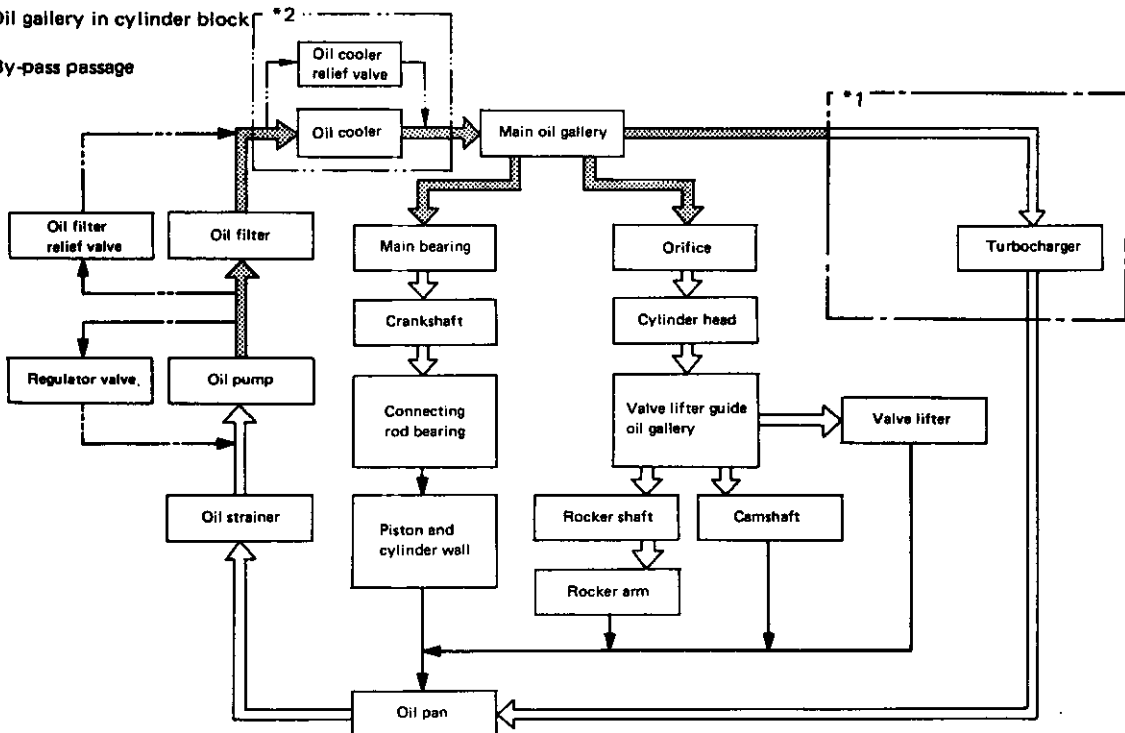 Oil gallery in cylinder block
*2
By-pass passage
Oil cooler
relief valve
*1
Oil cooler
Main oil gallery
Oil filter
relief valve
Oil filter
Main bearing
Orifice
Turbocharger
Crankshaft
Cylinder head
Regulator valve.
Oil pump
Connecting
rod bearing
Valve lifter guide
oil gallery
Valve lifter
Oil strainer
Piston and
cylinder wall
Rocker shaft
Camshaft
Rocker arm
Oil pan